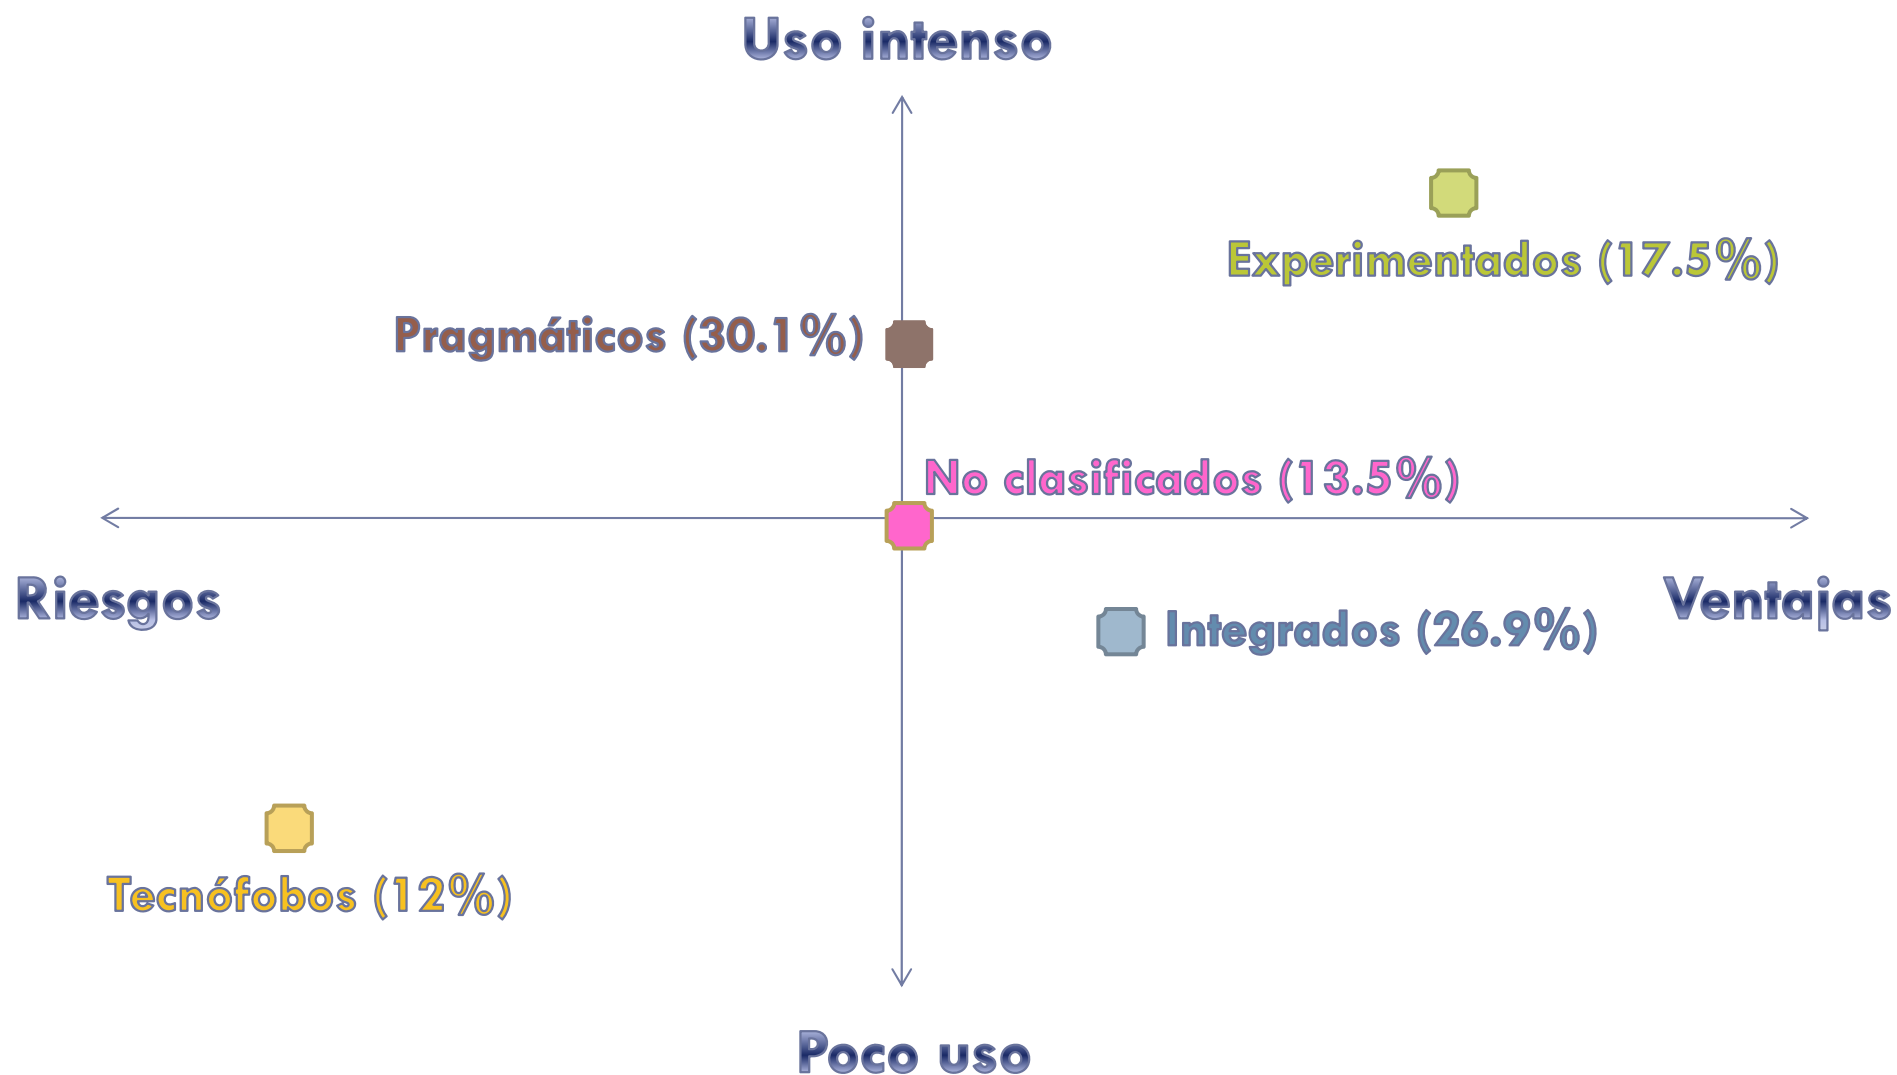 Uso intenso
Experimentados (17.5%)
Pragmáticos (30.1%)
No clasificados (13.5%)
Riesgos
Ventajas
Integrados (26.9%)
Tecnófobos (12%)
Poco uso